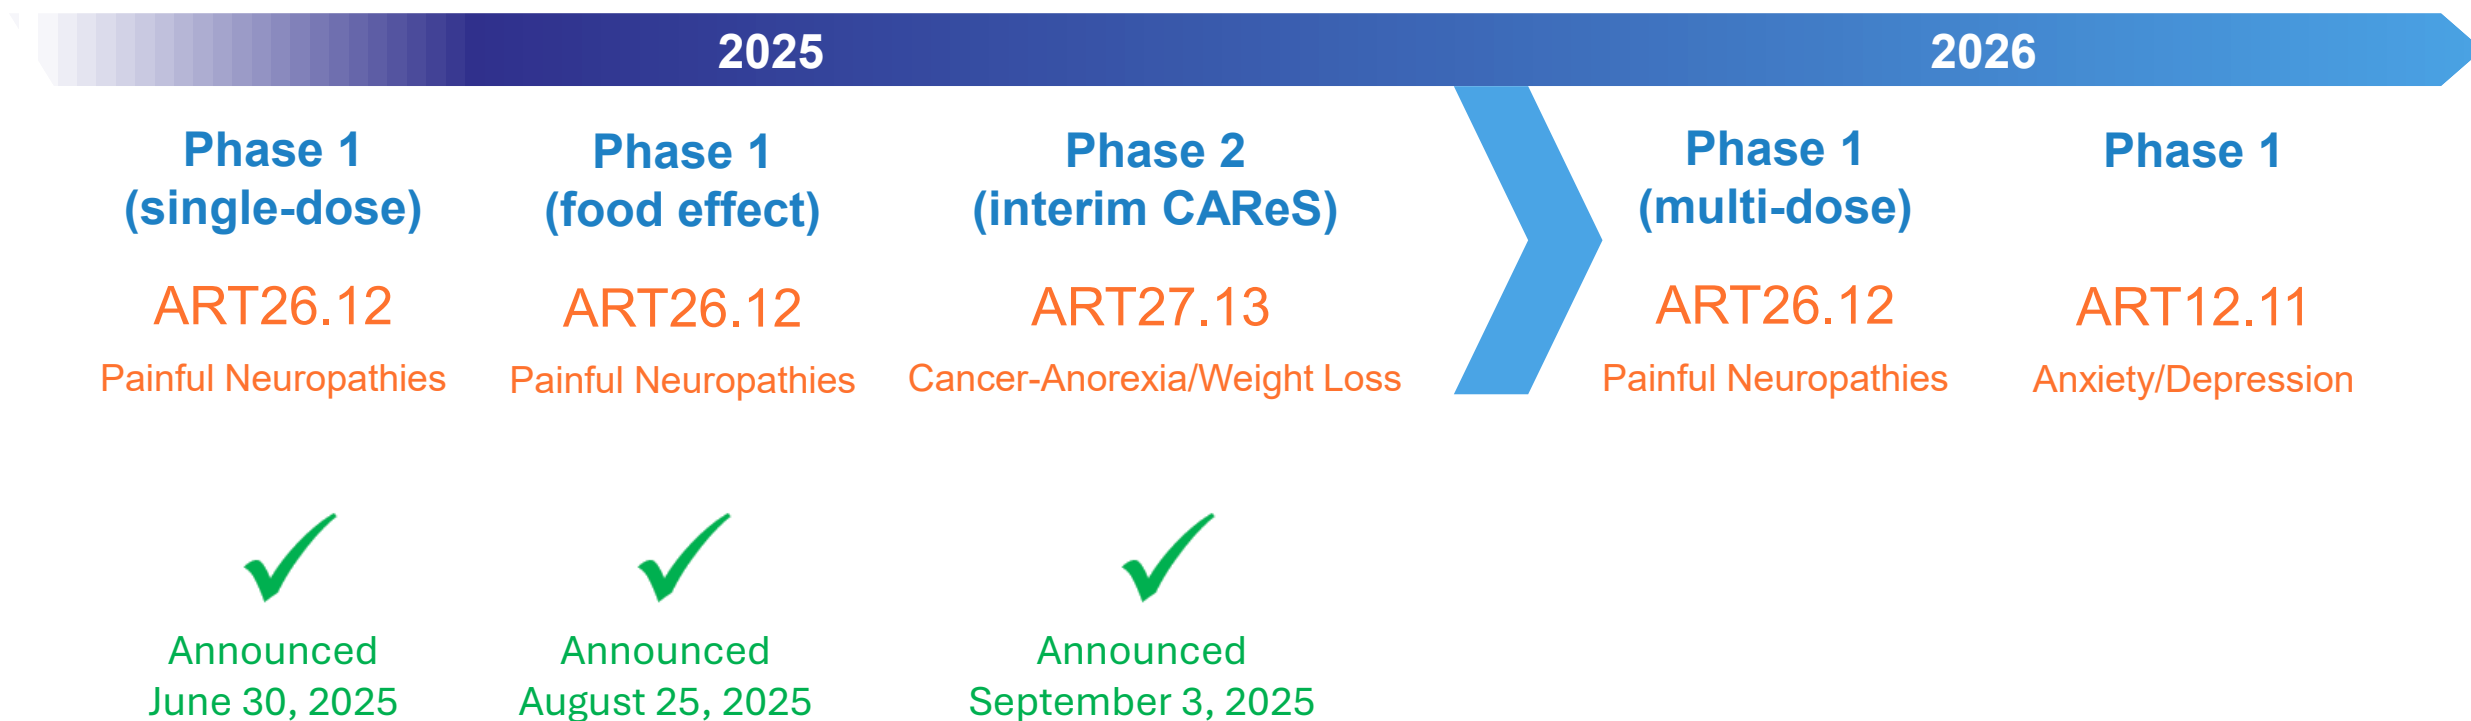 2025
2026
Phase 1
(single-dose)
ART26.12
Painful Neuropathies
Announced
June 30, 2025
Phase 1
(food effect)
ART26.12
Painful Neuropathies
Announced
August 25, 2025
Phase 2
(interim CAReS)
ART27.13
Cancer-Anorexia/Weight Loss
Announced
September 3, 2025
Phase 1
(multi-dose)
ART26.12
Painful Neuropathies
Phase 1
ART12.11
Anxiety/Depression